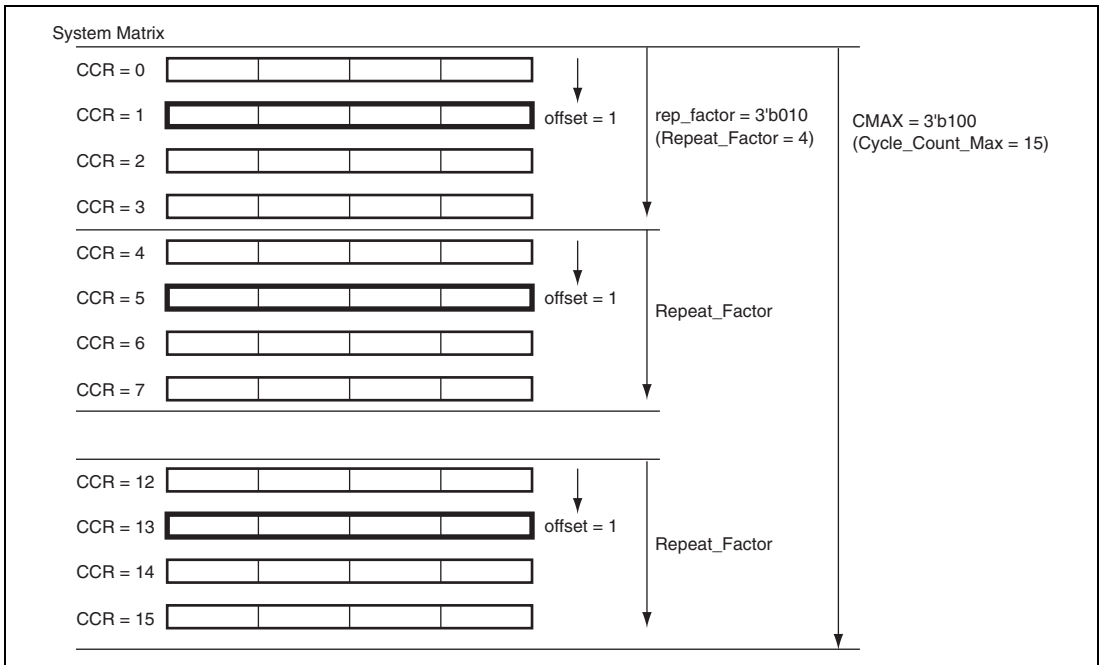 System Matrix
CCR = 0
CCR = 1
offset = 1
rep_factor = 3'b010
(Repeat_Factor = 4)
CMAX = 3'b100
(Cycle_Count_Max = 15)
CCR = 2
CCR = 3
CCR = 4
CCR = 5
offset = 1
Repeat_Factor
CCR = 6
CCR = 7
CCR = 12
CCR = 13
offset = 1
Repeat_Factor
CCR = 14
CCR = 15